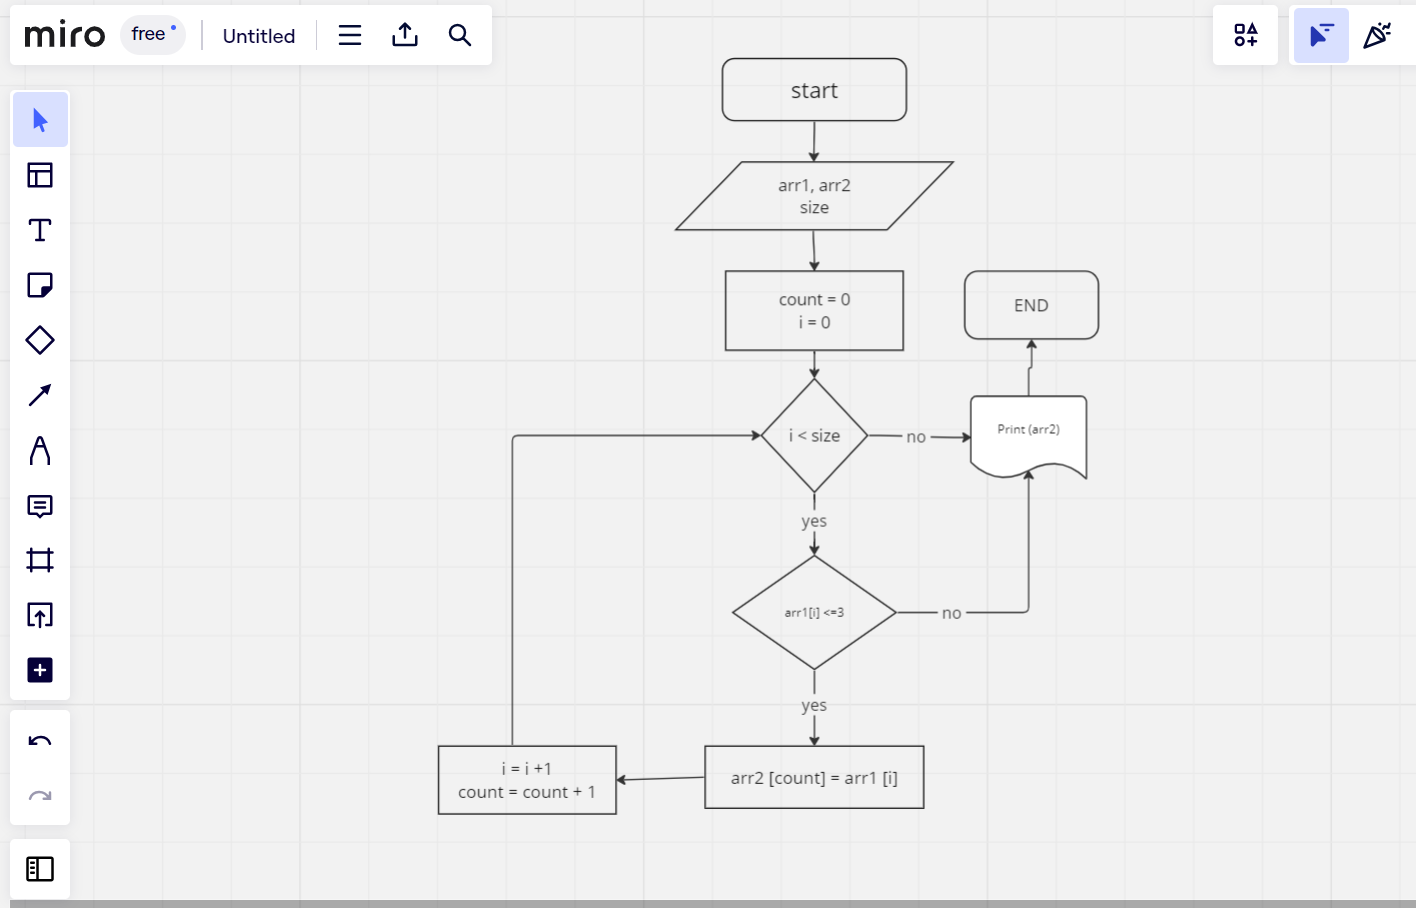 miro
free
Untitled
start
arr1, arr2
size
count = 0
i = 0
END
i < size
no
Print (arr2)
yes
arr1[i] <=3
no
yes
i = i +1
count = count + 1
arr2 [count] = arr1 [i]